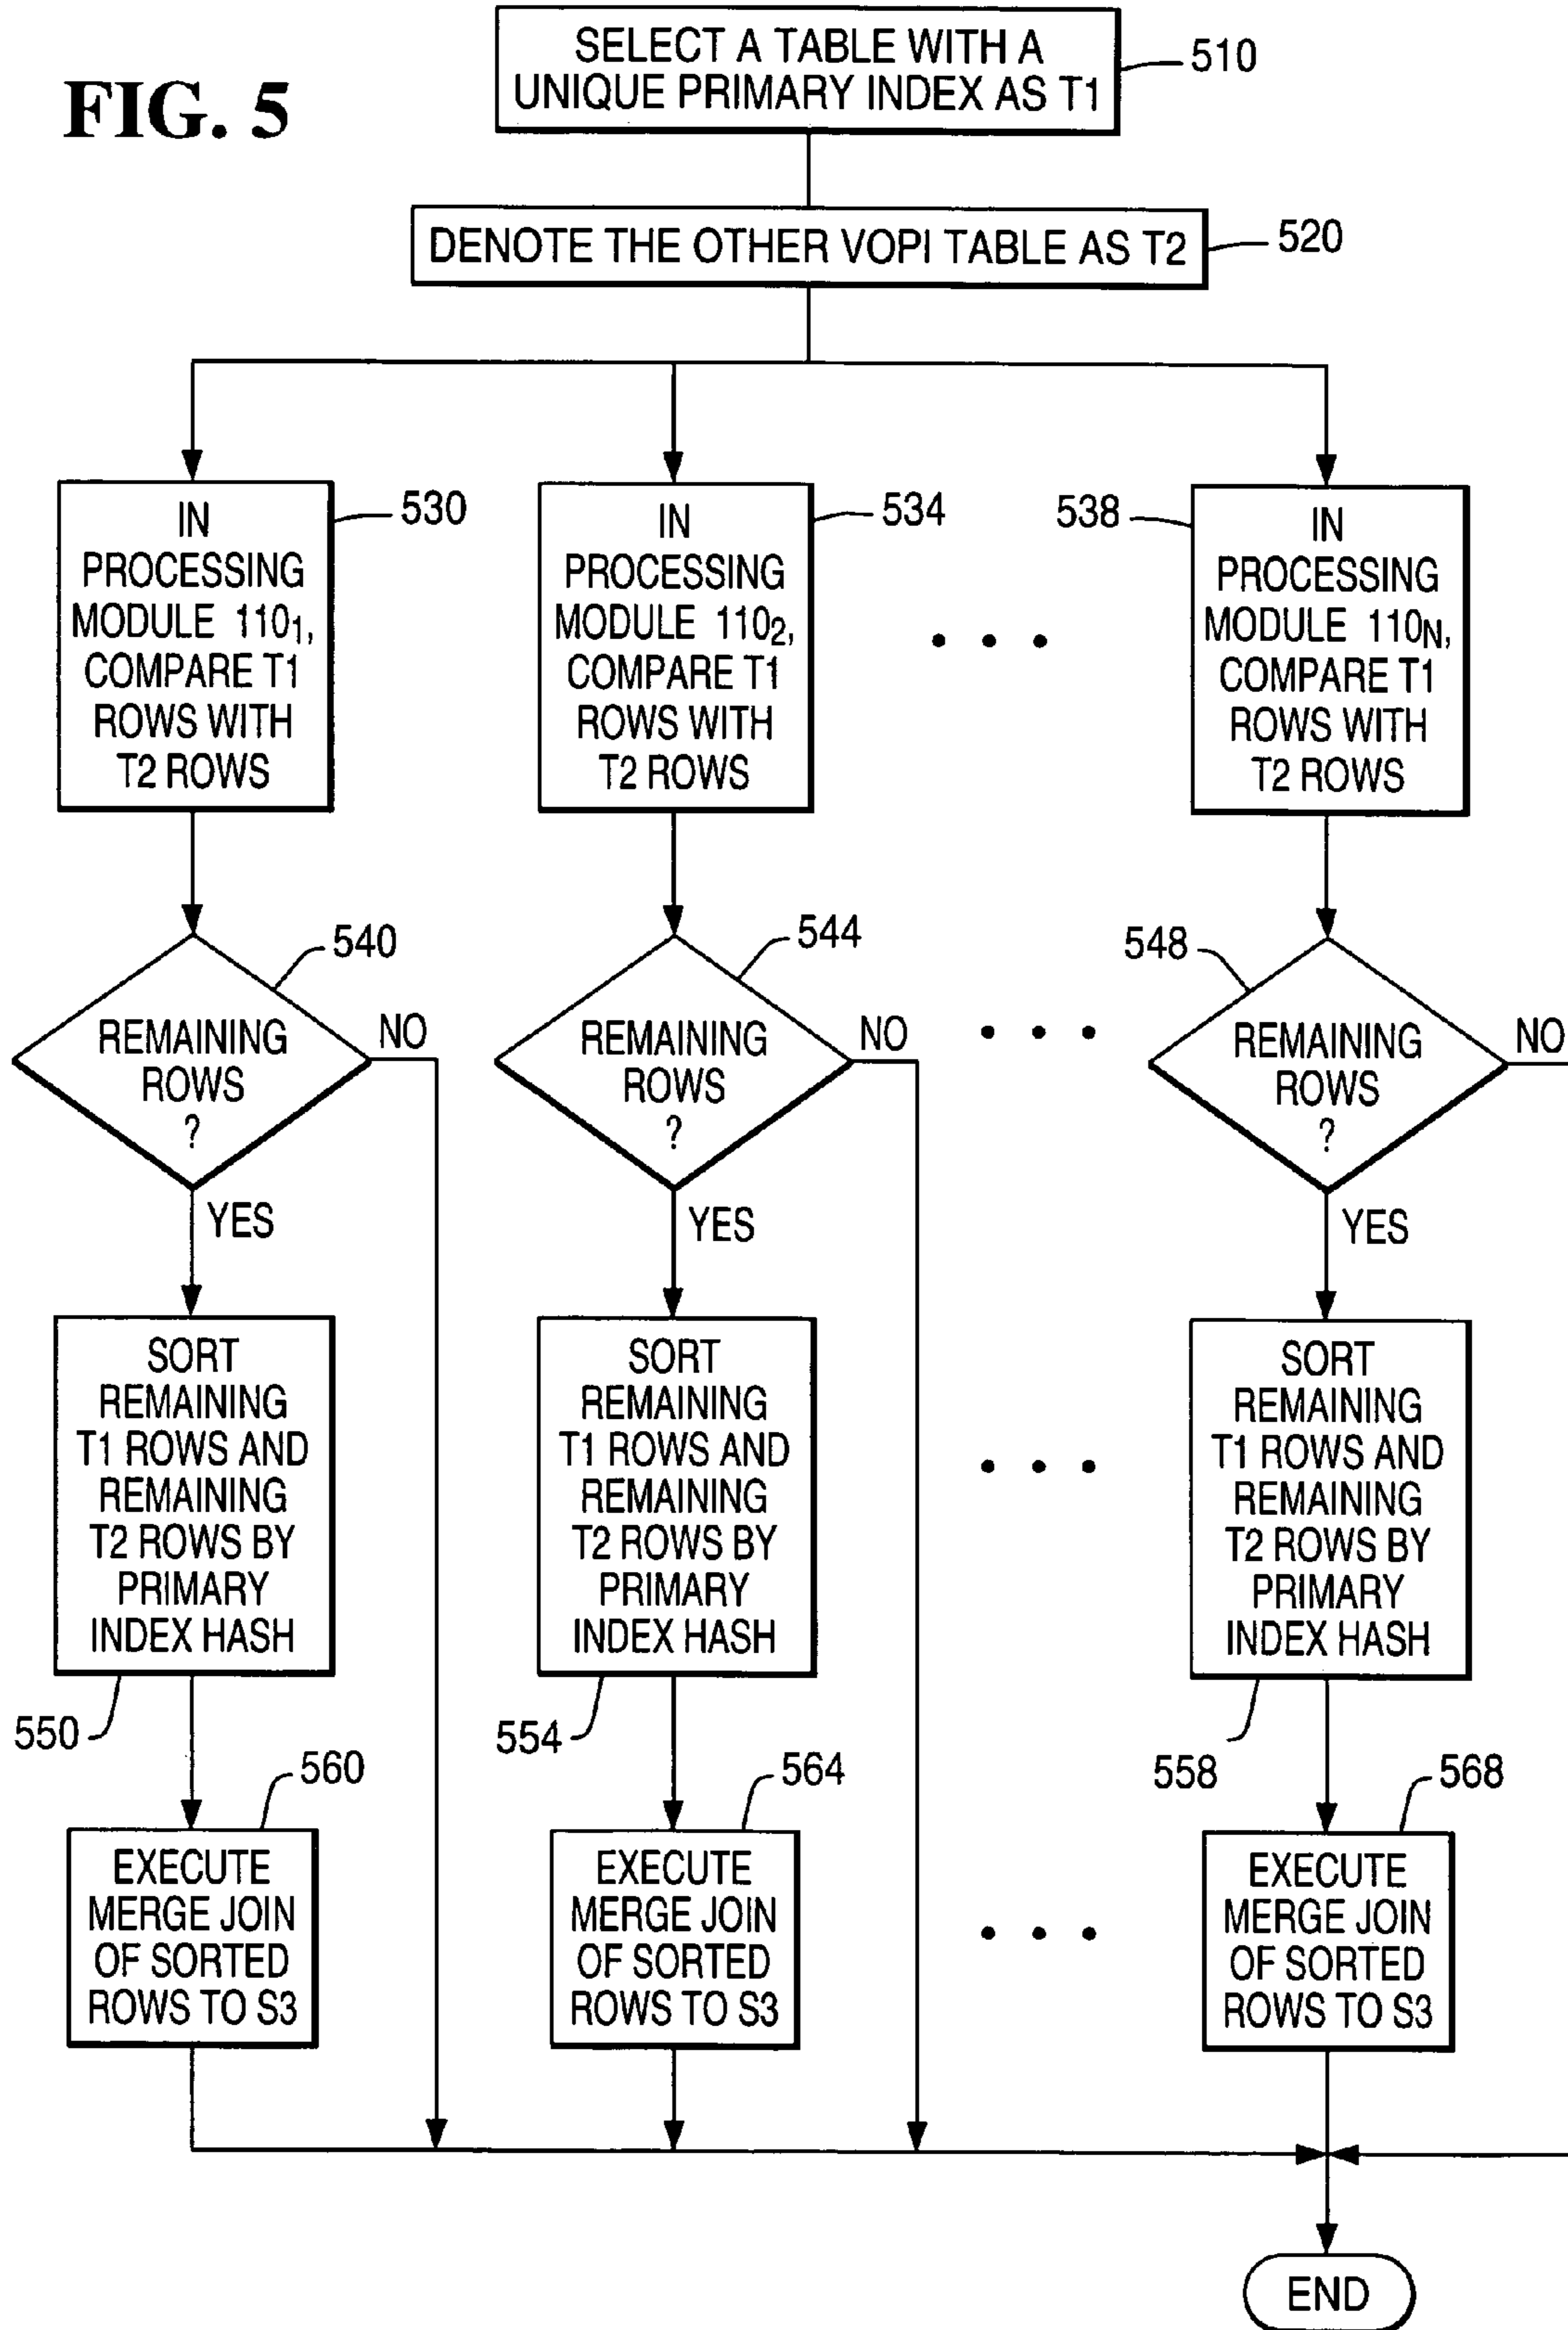 FIG. 5
SELECT A TABLE WITH A
UNIQUE PRIMARY INDEX AS T1
510
DENOTE THE OTHER VOPI TABLE AS T2
520
IN
PROCESSING
MODULE 110₁,
COMPARE T1
ROWS WITH
T2 ROWS
530
IN
PROCESSING
MODULE 110₂,
COMPARE T1
ROWS WITH
T2 ROWS
534
• • •
538
IN
PROCESSING
MODULE 110N,
COMPARE T1
ROWS WITH
T2 ROWS
540
REMAINING
ROWS
?
NO
YES
544
REMAINING
ROWS
?
NO
YES
• • •
548
REMAINING
ROWS
?
NO
YES
SORT
REMAINING
T1 ROWS AND
REMAINING
T2 ROWS BY
PRIMARY
INDEX HASH
550
SORT
REMAINING
T1 ROWS AND
REMAINING
T2 ROWS BY
PRIMARY
INDEX HASH
554
• • •
SORT
REMAINING
T1 ROWS AND
REMAINING
T2 ROWS BY
PRIMARY
INDEX HASH
558
560
EXECUTE
MERGE JOIN
OF SORTED
ROWS TO S3
564
EXECUTE
MERGE JOIN
OF SORTED
ROWS TO S3
• • •
568
EXECUTE
MERGE JOIN
OF SORTED
ROWS TO S3
END